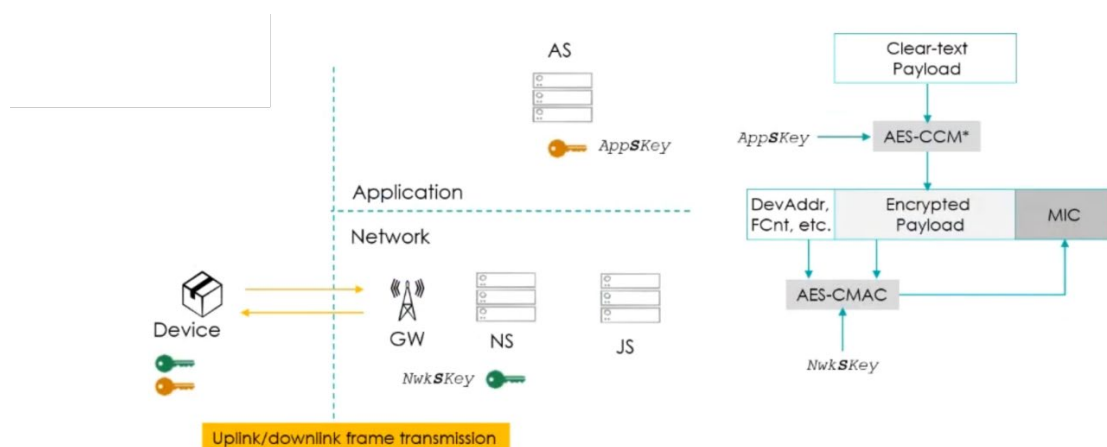 AS
AppSKey
Application
Network
Device
GW
NS
JS
NwkSKey
Uplink/downlink frame transmission
Clear-text
Payload
AppSKey
AES-CCM*
DevAddr,
FCnt, etc.
Encrypted
Payload
MIC
AES-CMAC
NwkSKey